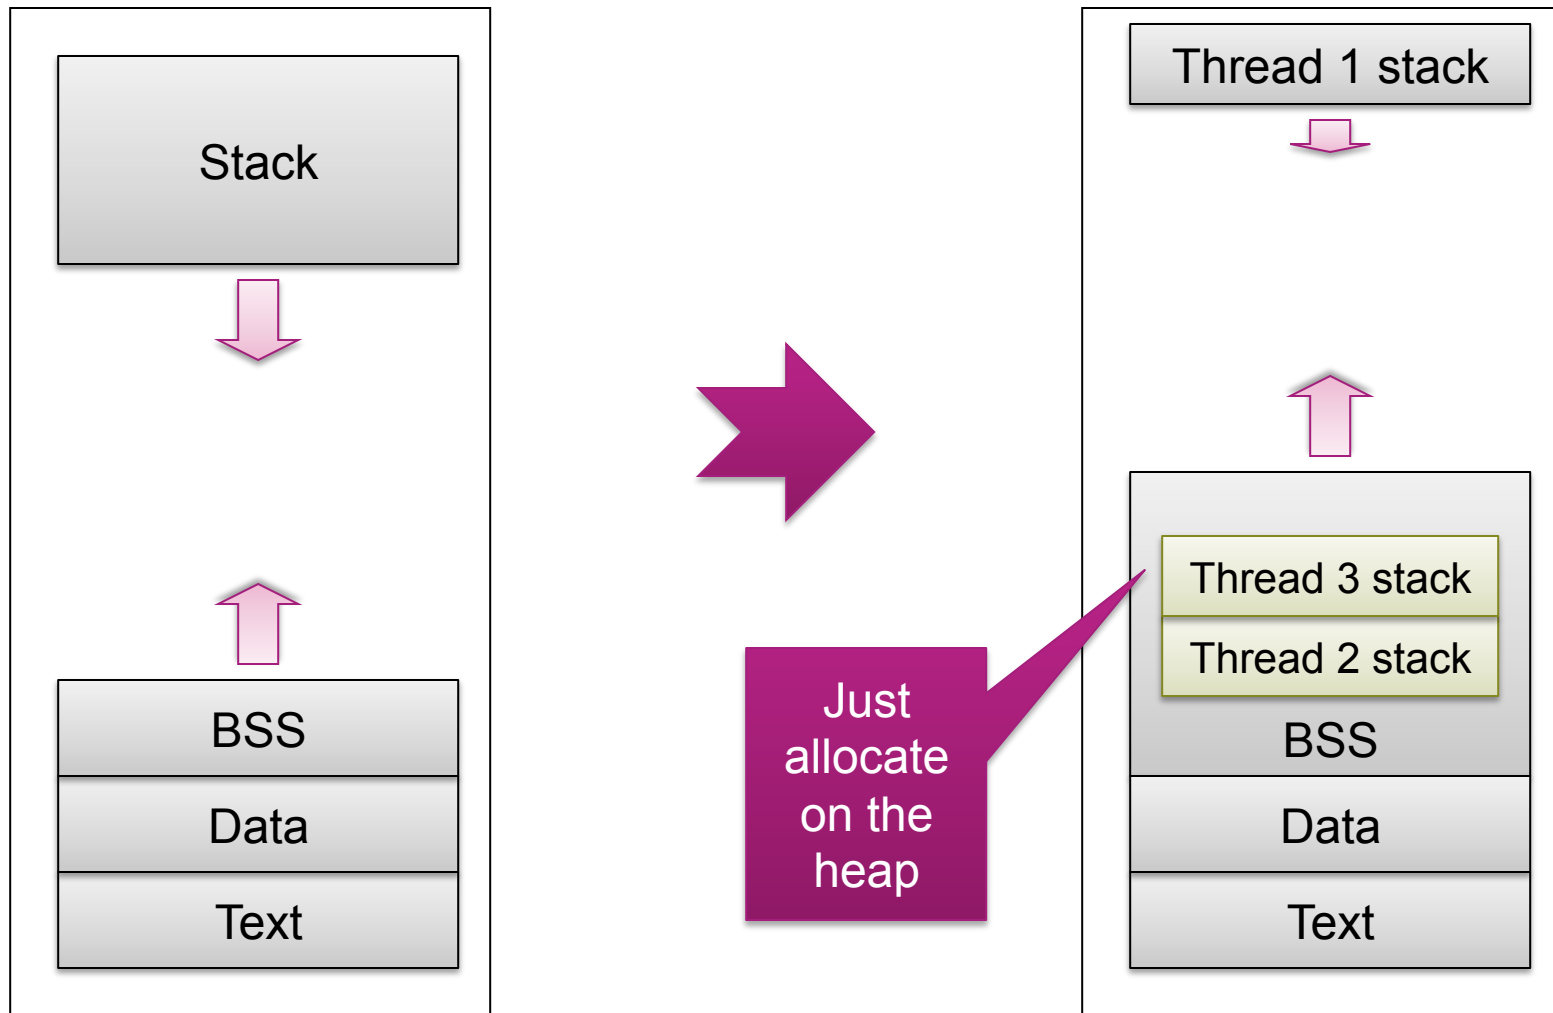 Stack
BSS
Data
Text
Just
allocate
on the
heap
Thread 1 stack
Thread 3 stack
Thread 2 stack
BSS
Data
Text